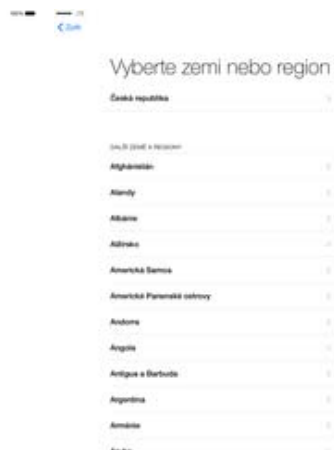 Zpět
Vyberte zemi nebo region
Česká republika
DALŠÍ ZEMĚ A REGIONY
Afghánistán
Alandy
Albánie
Alžírsko
Americká Samoa
Americké Panenské ostrovy
Andorra
Angola
Antigua a Barbuda
Argentina
Arménie
Aruba